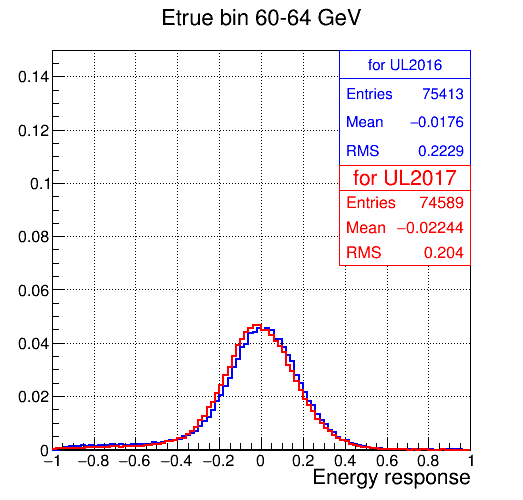 Etrue bin 60-64 GeV
for UL2016
Entries 75413
Mean −0.0176
RMS 0.2229
for UL2017
Entries 74589
Mean −0.02244
RMS 0.204
0.14
0.12
0.1
0.08
0.06
0.04
0.02
0
−1 −0.8 −0.6 −0.4 −0.2 0 0.2 0.4 0.6 0.8 1
Energy response